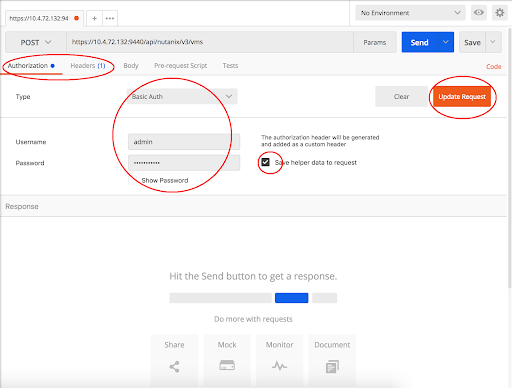 https://10.4.72.132:94
No Environment
POST
https://10.4.72.132:9440/api/nutanix/v3/vms
Params
Send
Save
Authorization
Headers (1)
Body
Pre-request Script
Tests
Code
Type
Basic Auth
Clear
Update Request
Username
admin
The authorization header will be generated
and added as a custom header
Password
•••••••••••
Save helper data to request
Show Password
Response
Hit the Send button to get a response.
Do more with requests
Share
Mock
Monitor
Document